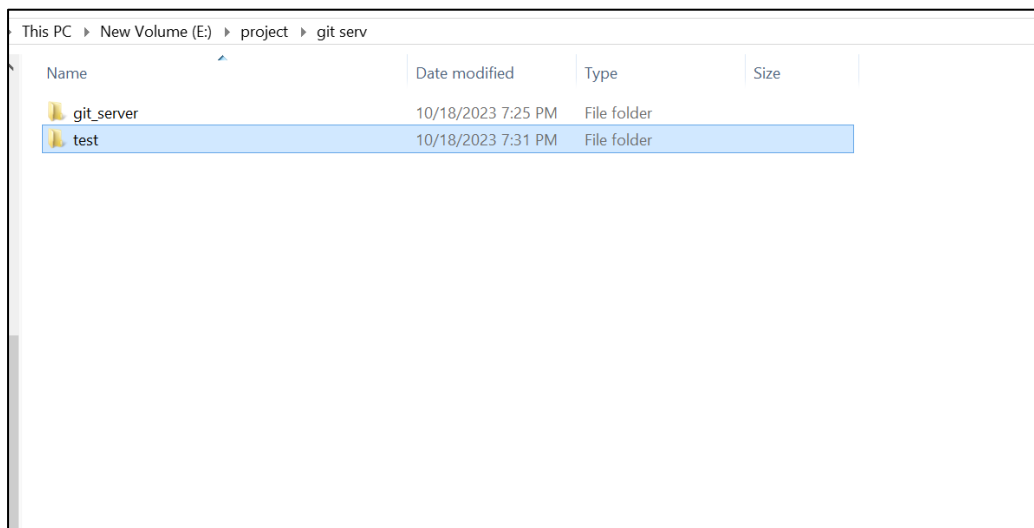 This PC New Volume (E:) project git serv
Name Date modified Type Size
git_server 10/18/2023 7:25 PM File folder
test 10/18/2023 7:31 PM File folder